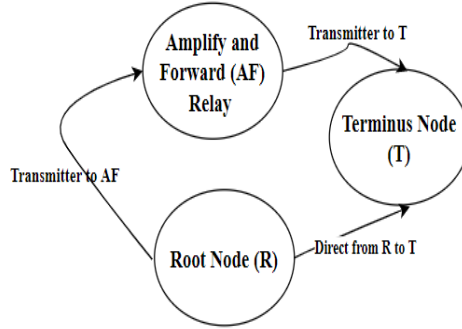 Amplify and
Forward (AF)
Relay
Transmitter to T
Terminus Node
(T)
Transmitter to AF
Root Node (R)
Direct from R to T